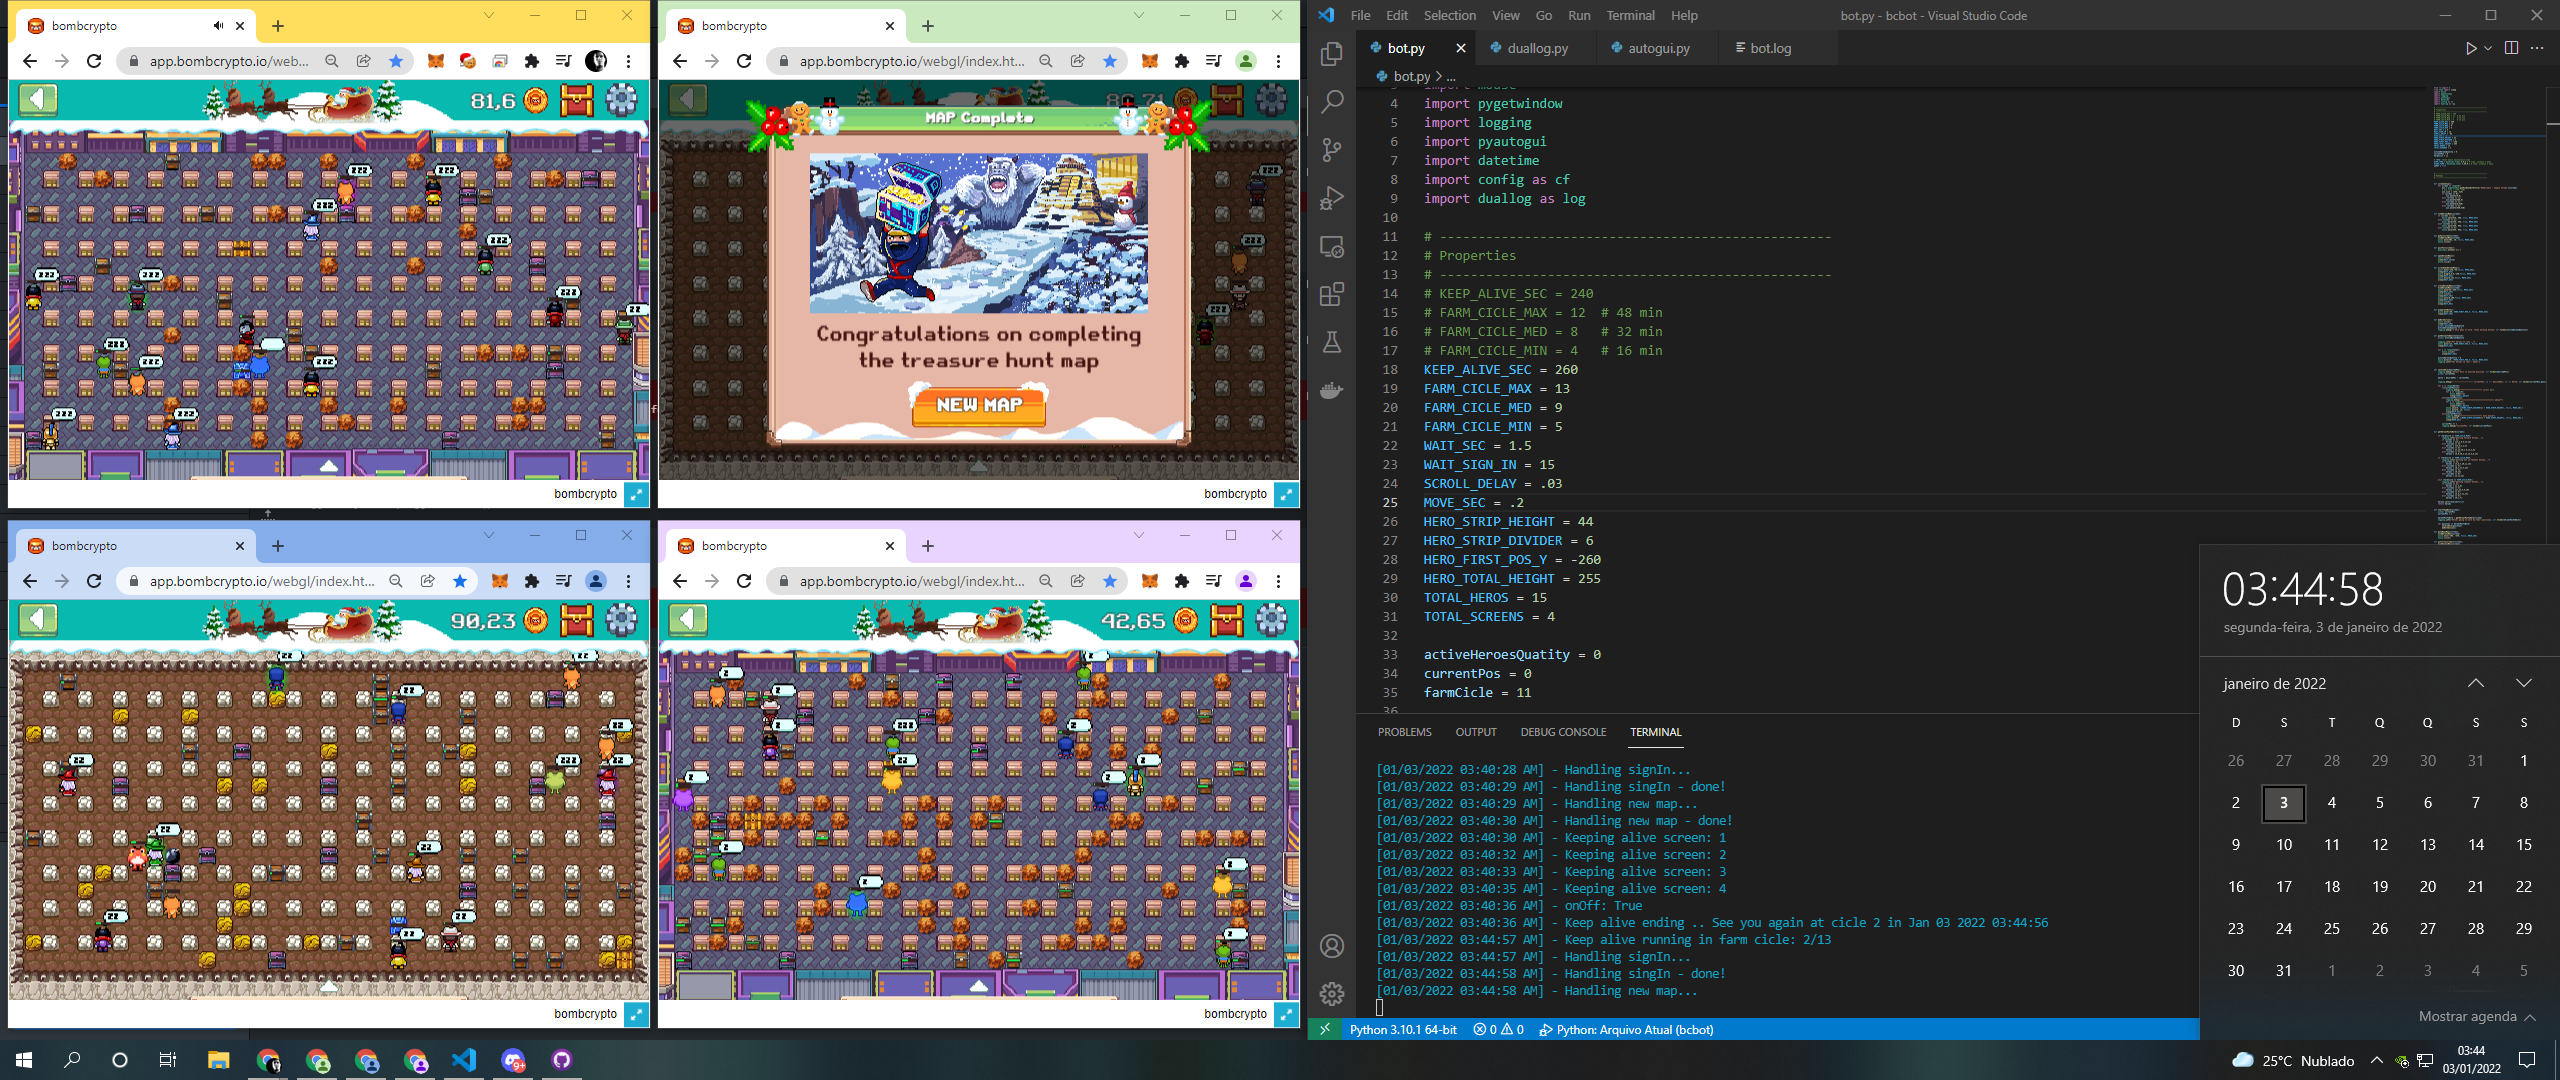 bombcrypto
app.bombcrypto.io/web...
81,6
bombcrypto
bombcrypto
app.bombcrypto.io/webgl/index.ht...
MAP Complete
Congratulations on completing
the treasure hunt map
NEW MAP
bombcrypto
bombcrypto
app.bombcrypto.io/webgl/index.ht...
90,23
bombcrypto
bombcrypto
app.bombcrypto.io/webgl/index.ht...
42,65
bombcrypto
File Edit Selection View Go Run Terminal Help
bot.py - bcbot - Visual Studio Code
bot.py
duallog.py
autogui.py
bot.log
bot.py > ...
4 import pygetwindow
5 import logging
6 import pyautogui
7 import datetime
8 import config as cf
9 import duallog as log
10
11 # ---------------------------------------------------
12 # Properties
13 # ---------------------------------------------------
14 # KEEP_ALIVE_SEC = 240
15 # FARM_CICLE_MAX = 12  # 48 min
16 # FARM_CICLE_MED = 8   # 32 min
17 # FARM_CICLE_MIN = 4   # 16 min
18 KEEP_ALIVE_SEC = 260
19 FARM_CICLE_MAX = 13
20 FARM_CICLE_MED = 9
21 FARM_CICLE_MIN = 5
22 WAIT_SEC = 1.5
23 WAIT_SIGN_IN = 15
24 SCROLL_DELAY = .03
25 MOVE_SEC = .2
26 HERO_STRIP_HEIGHT = 44
27 HERO_STRIP_DIVIDER = 6
28 HERO_FIRST_POS_Y = -260
29 HERO_TOTAL_HEIGHT = 255
30 TOTAL_HEROS = 15
31 TOTAL_SCREENS = 4
32
33 activeHeroesQuatity = 0
34 currentPos = 0
35 farmCicle = 11
36
PROBLEMS OUTPUT DEBUG CONSOLE TERMINAL
[01/03/2022 03:40:28 AM] - Handling signIn...
[01/03/2022 03:40:29 AM] - Handling singIn - done!
[01/03/2022 03:40:29 AM] - Handling new map...
[01/03/2022 03:40:30 AM] - Handling new map - done!
[01/03/2022 03:40:30 AM] - Keeping alive screen: 1
[01/03/2022 03:40:32 AM] - Keeping alive screen: 2
[01/03/2022 03:40:33 AM] - Keeping alive screen: 3
[01/03/2022 03:40:35 AM] - Keeping alive screen: 4
[01/03/2022 03:40:36 AM] - onOff: True
[01/03/2022 03:40:36 AM] - Keep alive ending .. See you again at cicle 2 in Jan 03 2022 03:44:56
[01/03/2022 03:44:57 AM] - Keep alive running in farm cicle: 2/13
[01/03/2022 03:44:57 AM] - Handling signIn...
[01/03/2022 03:44:58 AM] - Handling singIn - done!
[01/03/2022 03:44:58 AM] - Handling new map...
Python 3.10.1 64-bit 0 0 Python: Arquivo Atual (bcbot)
03:44:58
segunda-feira, 3 de janeiro de 2022
janeiro de 2022
D S T Q Q S S
26 27 28 29 30 31 1
2 3 4 5 6 7 8
9 10 11 12 13 14 15
16 17 18 19 20 21 22
23 24 25 26 27 28 29
30 31 1 2 3 4 5
Mostrar agenda
25°C Nublado
03:44
03/01/2022